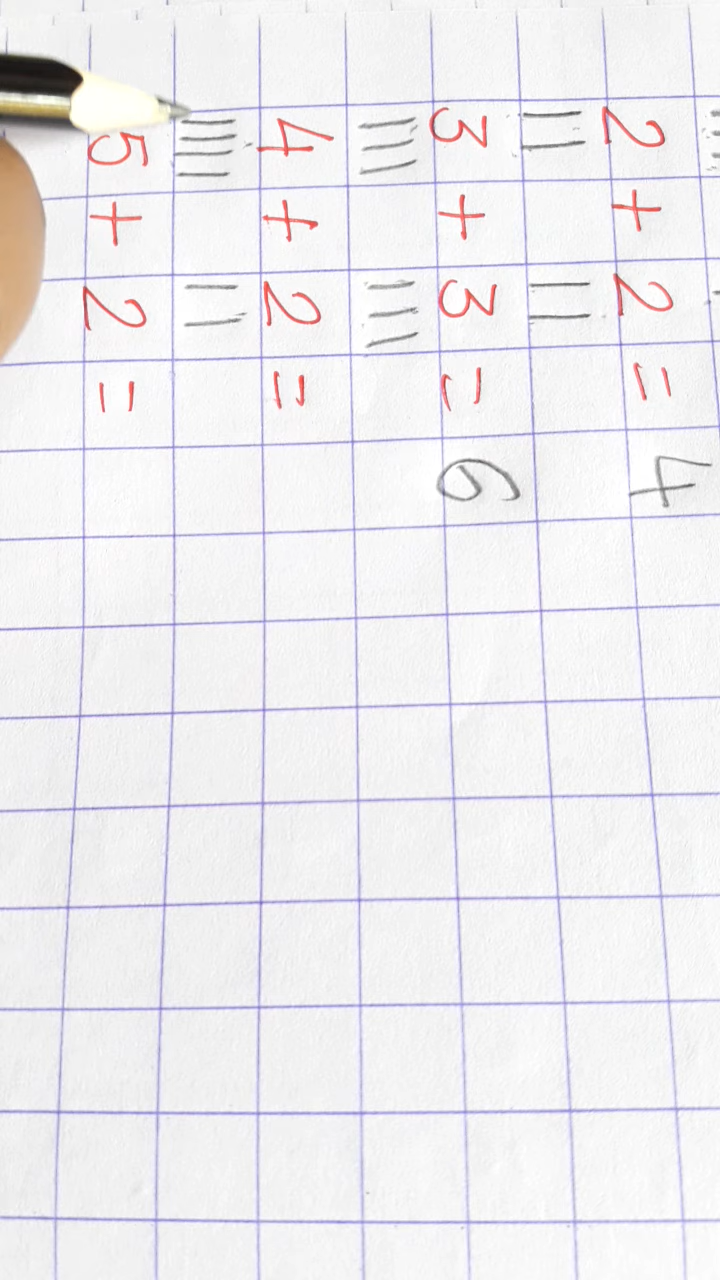 2 + 2 = 4
3 + 3 = 6
4 + 2 =
5 + 2 =